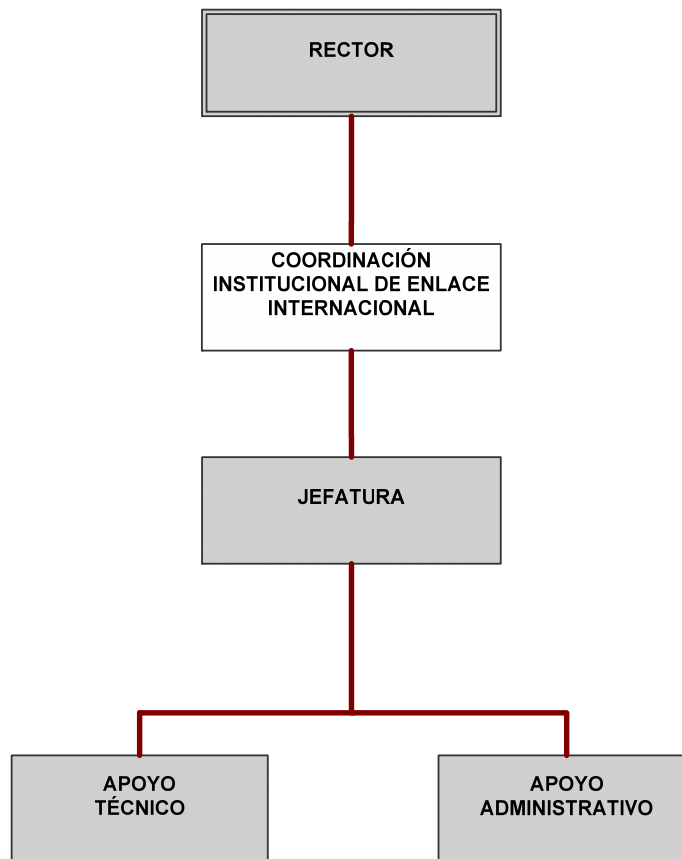 RECTOR
COORDINACIÓN
INSTITUCIONAL DE ENLACE
INTERNACIONAL
JEFATURA
APOYO
TÉCNICO
APOYO
ADMINISTRATIVO